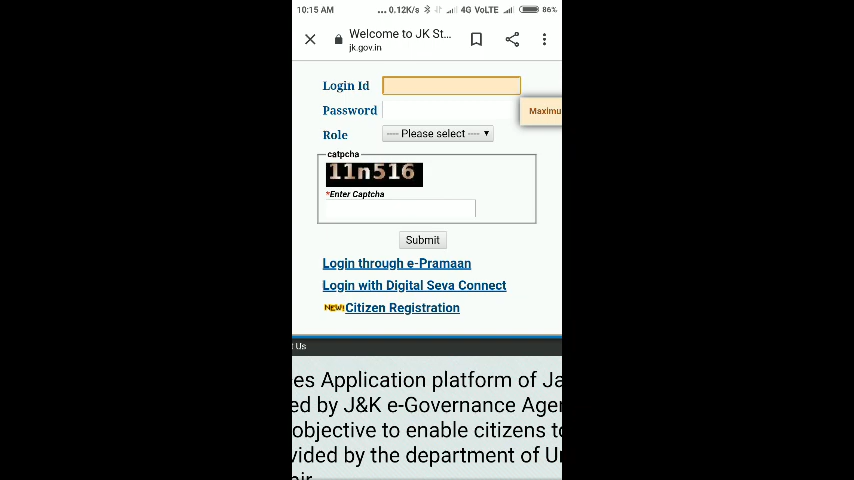 10:15 AM ... 0.12K/s 4G VoLTE 86%
Welcome to JK St...
jk.gov.in
Login Id
Password
Maximu
Role ---- Please select ----
catpcha
11n516
*Enter Captcha
Submit
Login through e-Pramaan
Login with Digital Seva Connect
NEW! Citizen Registration
t Us
es Application platform of Ja
ed by J&K e-Governance Agen
objective to enable citizens to
vided by the department of Un